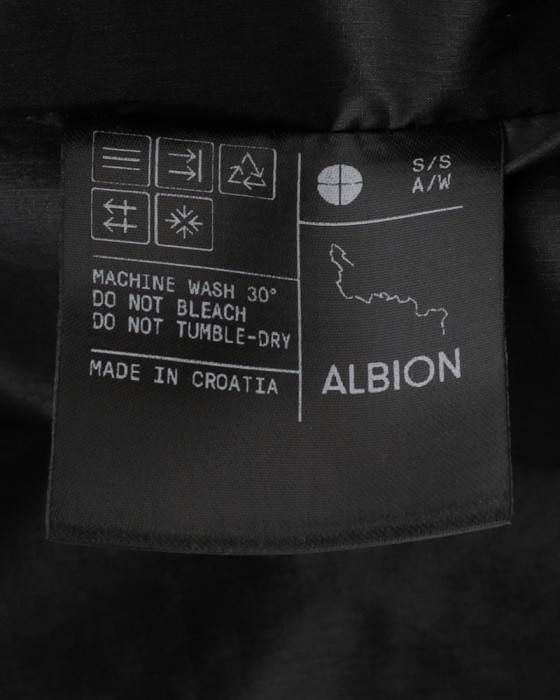 S/S
A/W
MACHINE WASH 30°
DO NOT BLEACH
DO NOT TUMBLE-DRY
MADE IN CROATIA
ALBION